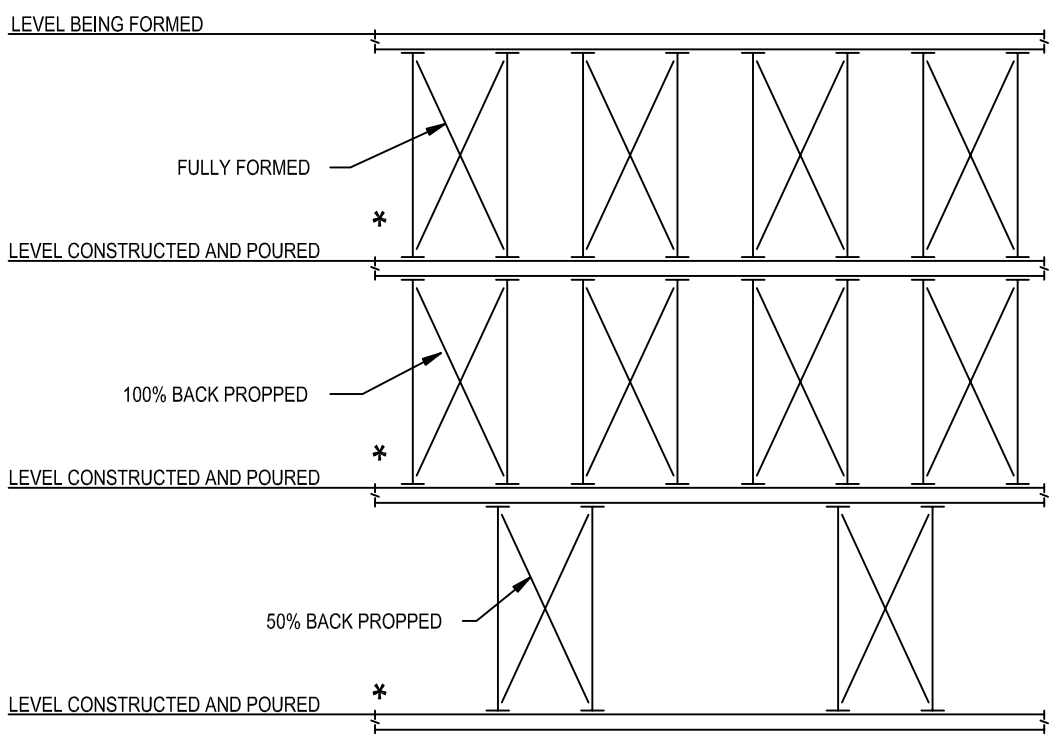 LEVEL BEING FORMED
FULLY FORMED
*
LEVEL CONSTRUCTED AND POURED
100% BACK PROPPED
*
LEVEL CONSTRUCTED AND POURED
50% BACK PROPPED
*
LEVEL CONSTRUCTED AND POURED